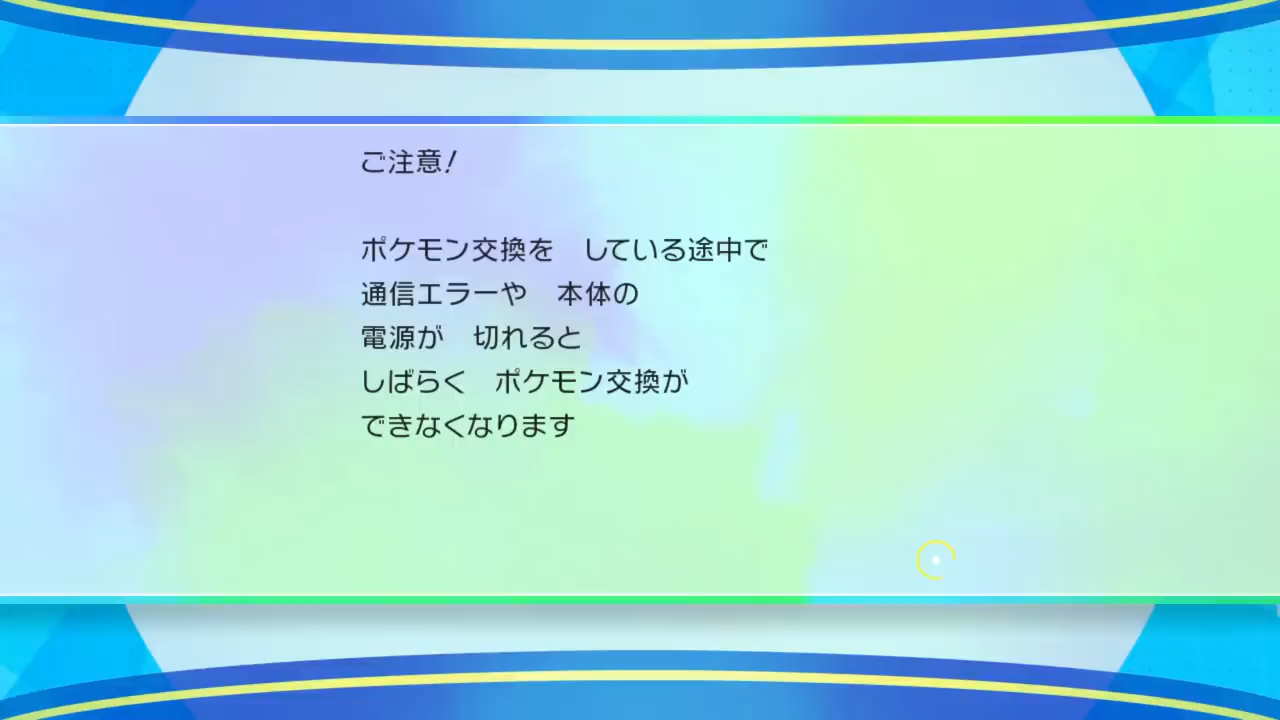 ご注意！
ポケモン交換を　している途中で
通信エラーや　本体の
電源が　切れると
しばらく　ポケモン交換が
できなくなります